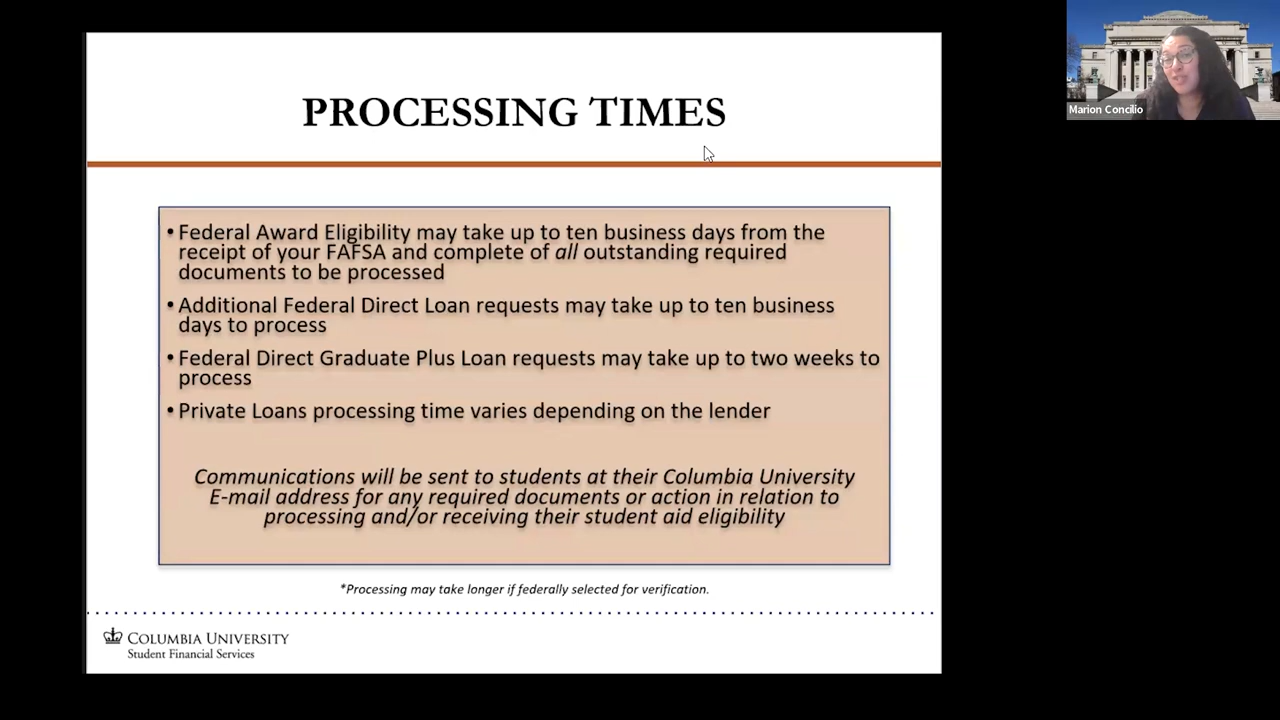 PROCESSING TIMES
Marion Concilio
• Federal Award Eligibility may take up to ten business days from the
receipt of your FAFSA and complete of all outstanding required
documents to be processed
• Additional Federal Direct Loan requests may take up to ten business
days to process
• Federal Direct Graduate Plus Loan requests may take up to two weeks to
process
• Private Loans processing time varies depending on the lender
Communications will be sent to students at their Columbia University
E-mail address for any required documents or action in relation to
processing and/or receiving their student aid eligibility
*Processing may take longer if federally selected for verification.
COLUMBIA UNIVERSITY
Student Financial Services